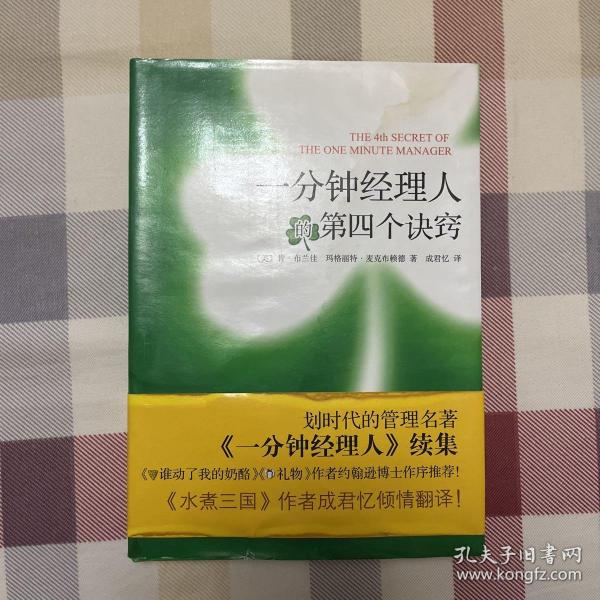 THE 4th SECRET OF
THE ONE MINUTE MANAGER
一分钟经理人
的第四个诀窍
〔美〕肯·布兰佳 玛格丽特·麦克布赖德 著 成君忆 译
划时代的管理名著
《一分钟经理人》续集
《谁动了我的奶酪》《礼物》作者约翰逊博士作序推荐!
《水煮三国》作者成君忆倾情翻译!
孔夫子旧书网
www.kongfz.com